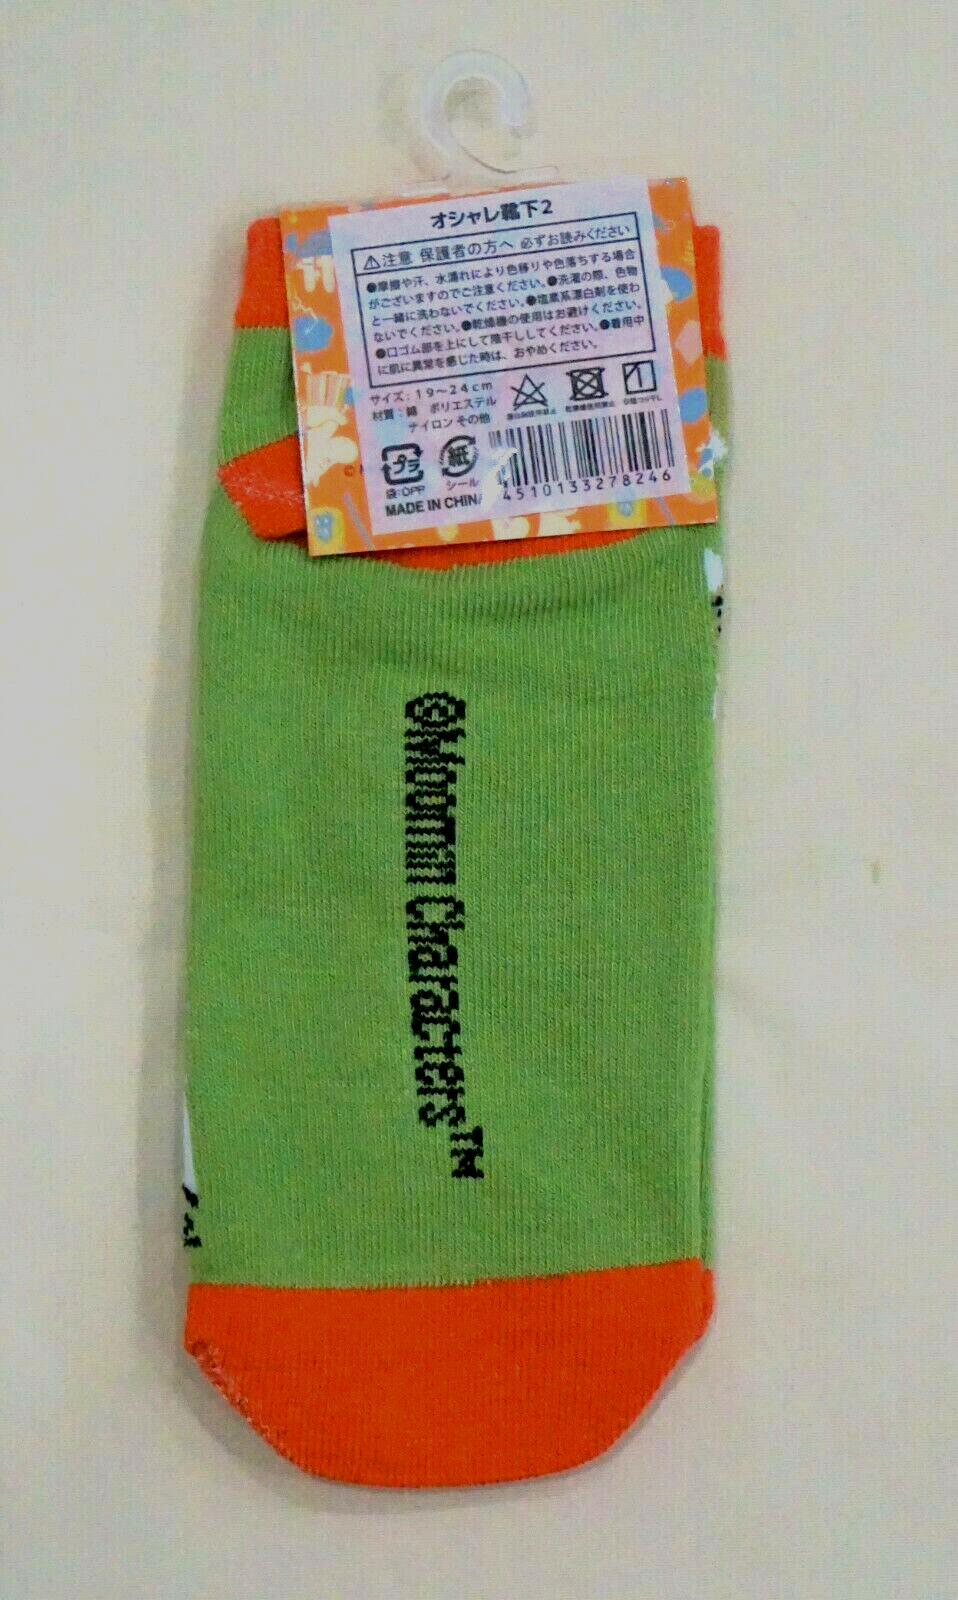 オシャレ靴下2
⚠注意 保護者の方へ 必ずお読みください
●摩擦や汗、水濡れにより色移りや色落ちする場合
がございますのでご注意ください。●洗濯の際、色物
と一緒に洗わないでください。●塩素系漂白剤を使わ
ないでください。●乾燥機の使用はお避けください。
●口ゴム部を上にして陰干ししてください。●着用中
に肌に異常を感じた時は、おやめください。
サイズ:19~24cm
材質:綿 ポリエステル
ナイロン その他
プラ
袋:OPP
紙
シール
MADE IN CHINA
4510133278246
©Moomin Characters™